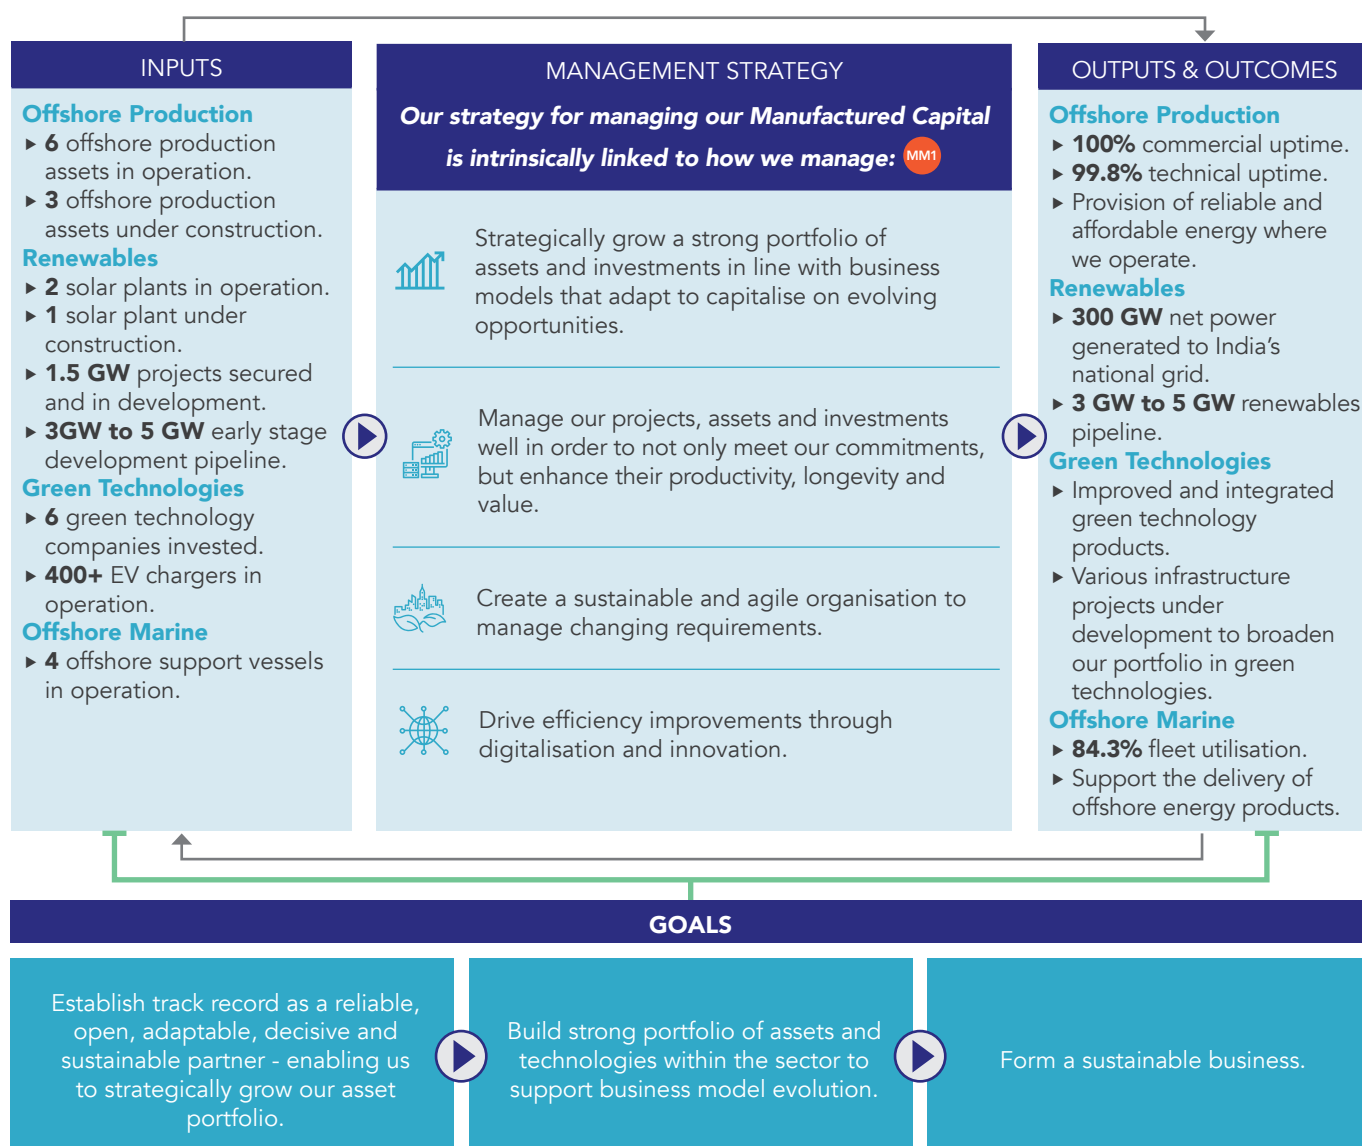 INPUTS
Offshore Production
▸ 6 offshore production
assets in operation.
▸ 3 offshore production
assets under construction.
Renewables
▸ 2 solar plants in operation.
▸ 1 solar plant under
construction.
▸ 1.5 GW projects secured
and in development.
▸ 3GW to 5 GW early stage
development pipeline.
Green Technologies
▸ 6 green technology
companies invested.
▸ 400+ EV chargers in
operation.
Offshore Marine
▸ 4 offshore support vessels
in operation.
MANAGEMENT STRATEGY
Our strategy for managing our Manufactured Capital
is intrinsically linked to how we manage: MM1
Strategically grow a strong portfolio of
assets and investments in line with business
models that adapt to capitalise on evolving
opportunities.
Manage our projects, assets and investments
well in order to not only meet our commitments,
but enhance their productivity, longevity and
value.
Create a sustainable and agile organisation to
manage changing requirements.
Drive efficiency improvements through
digitalisation and innovation.
OUTPUTS & OUTCOMES
Offshore Production
▸ 100% commercial uptime.
▸ 99.8% technical uptime.
▸ Provision of reliable and
affordable energy where
we operate.
Renewables
▸ 300 GW net power
generated to India's
national grid.
▸ 3 GW to 5 GW renewables
pipeline.
Green Technologies
▸ Improved and integrated
green technology
products.
▸ Various infrastructure
projects under
development to broaden
our portfolio in green
technologies.
Offshore Marine
▸ 84.3% fleet utilisation.
▸ Support the delivery of
offshore energy products.
GOALS
Establish track record as a reliable,
open, adaptable, decisive and
sustainable partner - enabling us
to strategically grow our asset
portfolio.
Build strong portfolio of assets and
technologies within the sector to
support business model evolution.
Form a sustainable business.